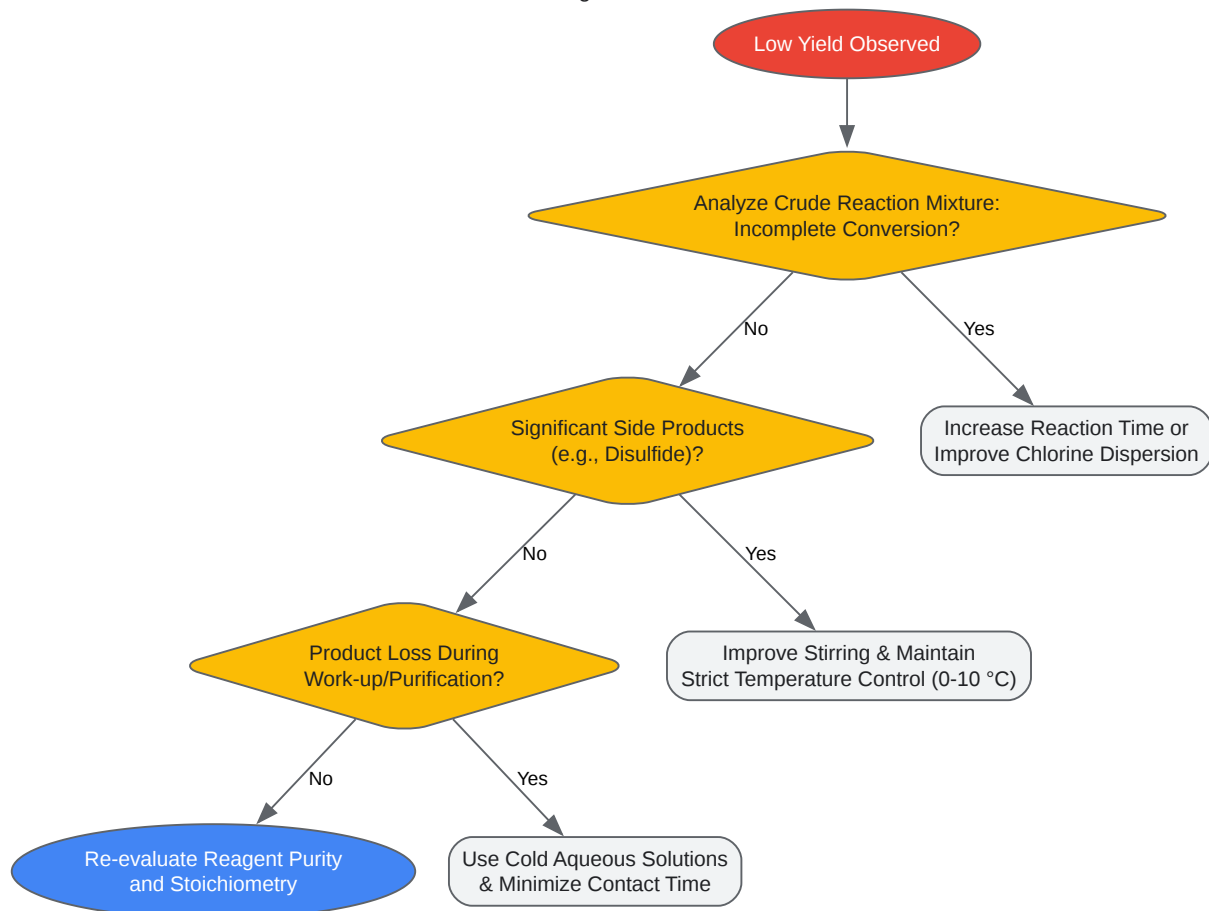 Low Yield Observed
Analyze Crude Reaction Mixture:
Incomplete Conversion?
No
Yes
Significant Side Products
(e.g., Disulfide)?
Increase Reaction Time or
Improve Chlorine Dispersion
No
Yes
Product Loss During
Work-up/Purification?
Improve Stirring & Maintain
Strict Temperature Control (0-10 °C)
No
Yes
Re-evaluate Reagent Purity
and Stoichiometry
Use Cold Aqueous Solutions
& Minimize Contact Time